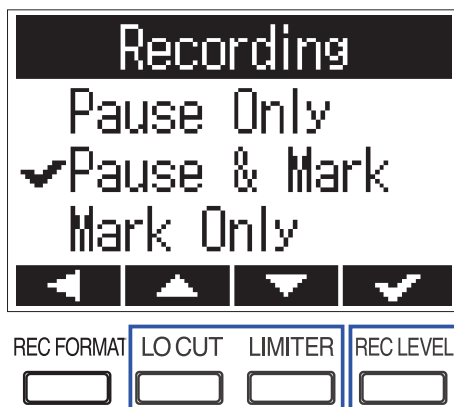 Recording
Pause Only
Pause & Mark
Mark Only
REC FORMAT LO CUT LIMITER REC LEVEL